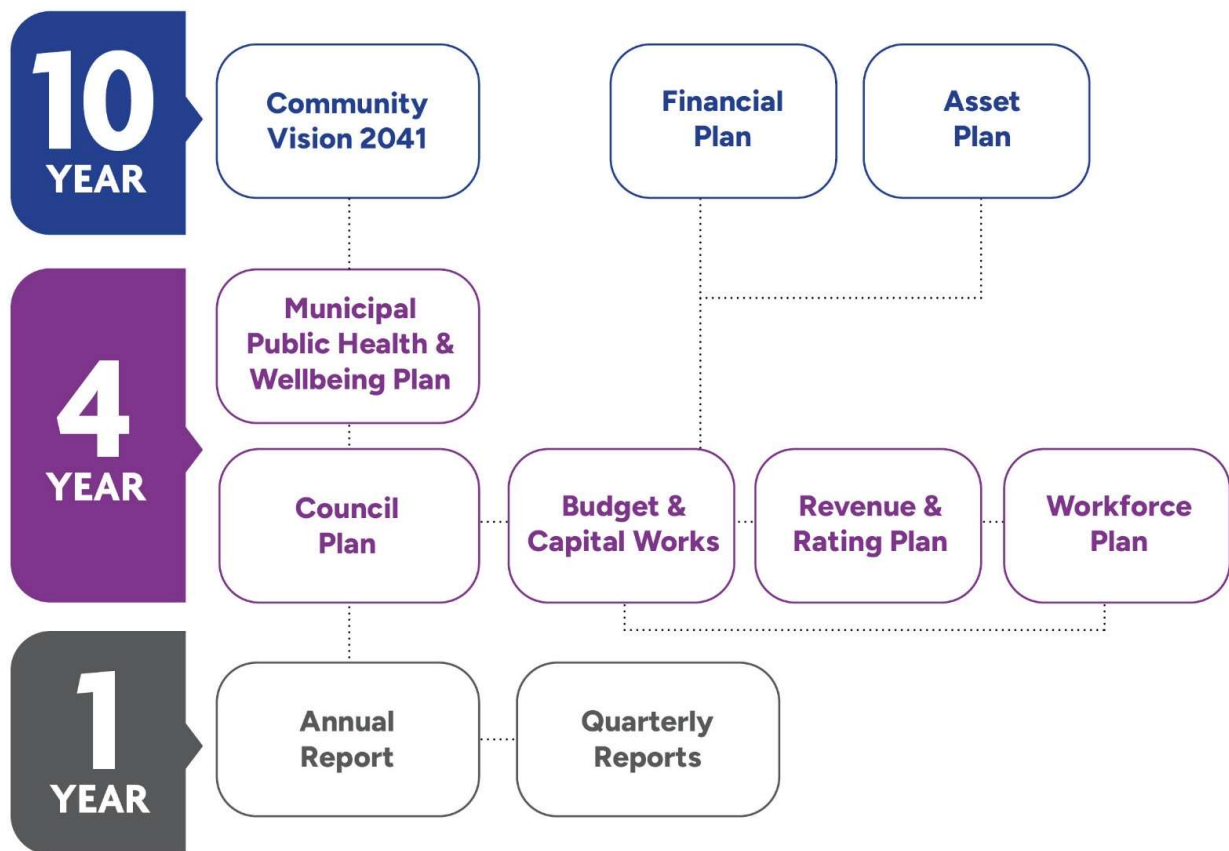 10
YEAR
Community
Vision 2041
Financial
Plan
Asset
Plan
4
YEAR
Municipal
Public Health &
Wellbeing Plan
Council
Plan
Budget &
Capital Works
Revenue &
Rating Plan
Workforce
Plan
1
YEAR
Annual
Report
Quarterly
Reports